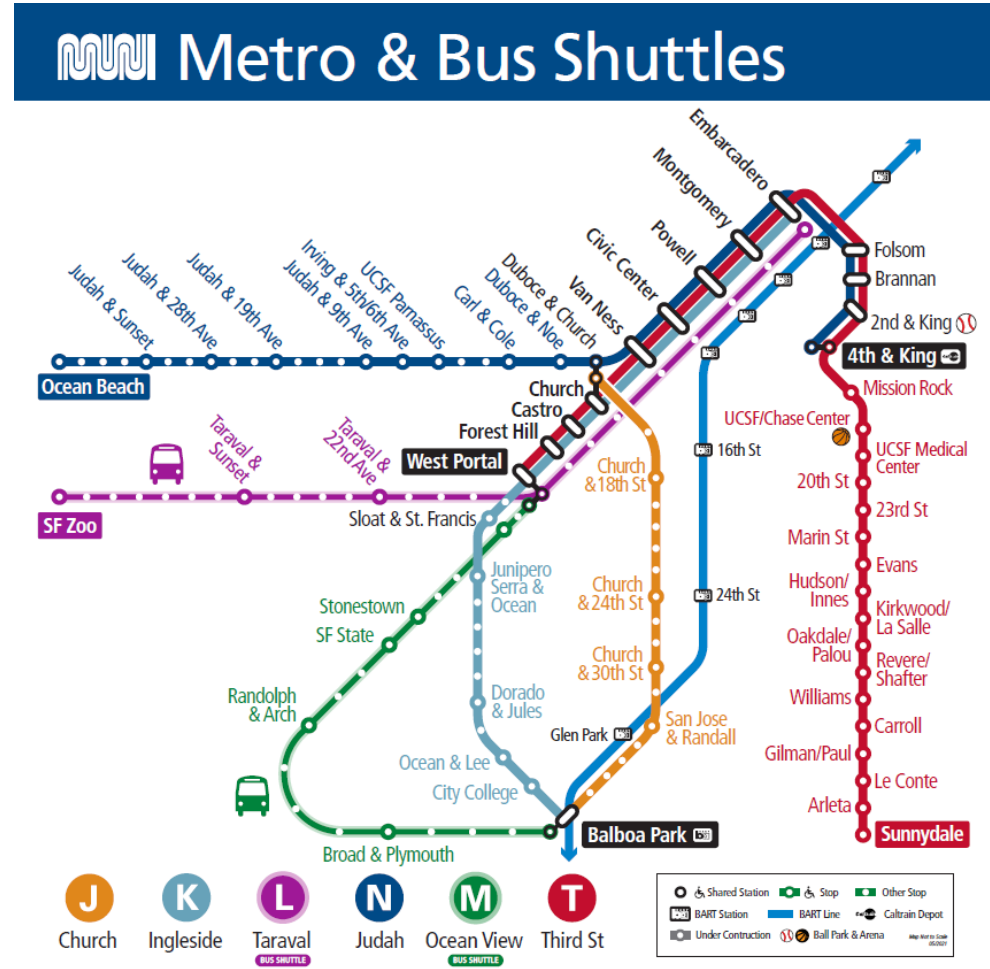 MUNI Metro & Bus Shuttles
Embarcadero
Montgomery
Powell
Civic Center
Van Ness
Duboce & Church
Duboce & Noe
Carl & Cole
UCSF Parnassus
Irving & 5th/6th Ave
Judah & 9th Ave
Judah & 19th Ave
Judah & 28th Ave
Judah & Sunset
Ocean Beach
Folsom
Brannan
2nd & King
4th & King
Mission Rock
UCSF/Chase Center
UCSF Medical
Center
20th St
23rd St
Marin St
Evans
Hudson/
Innes
Kirkwood/
La Salle
Oakdale/
Palou
Revere/
Shafter
Williams
Carroll
Gilman/Paul
Le Conte
Arleta
Sunnydale
Church
Castro
Forest Hill
West Portal
Taraval &
22nd Ave
Taraval &
Sunset
SF Zoo
Sloat & St. Francis
Junipero
Serra &
Ocean
Dorado
& Jules
Ocean & Lee
City College
Stonestown
SF State
Randolph
& Arch
Broad & Plymouth
Church
& 18th St
Church
& 24th St
Church
& 30th St
San Jose
& Randall
16th St
24th St
Glen Park
Balboa Park
J
Church
K
Ingleside
L
Taraval
BUS SHUTTLE
N
Judah
M
Ocean View
BUS SHUTTLE
T
Third St
Shared Station
Stop
Other Stop
BART Station
BART Line
Caltrain Depot
Under Contruction
Ball Park & Arena
Map Not to Scale
05/2021